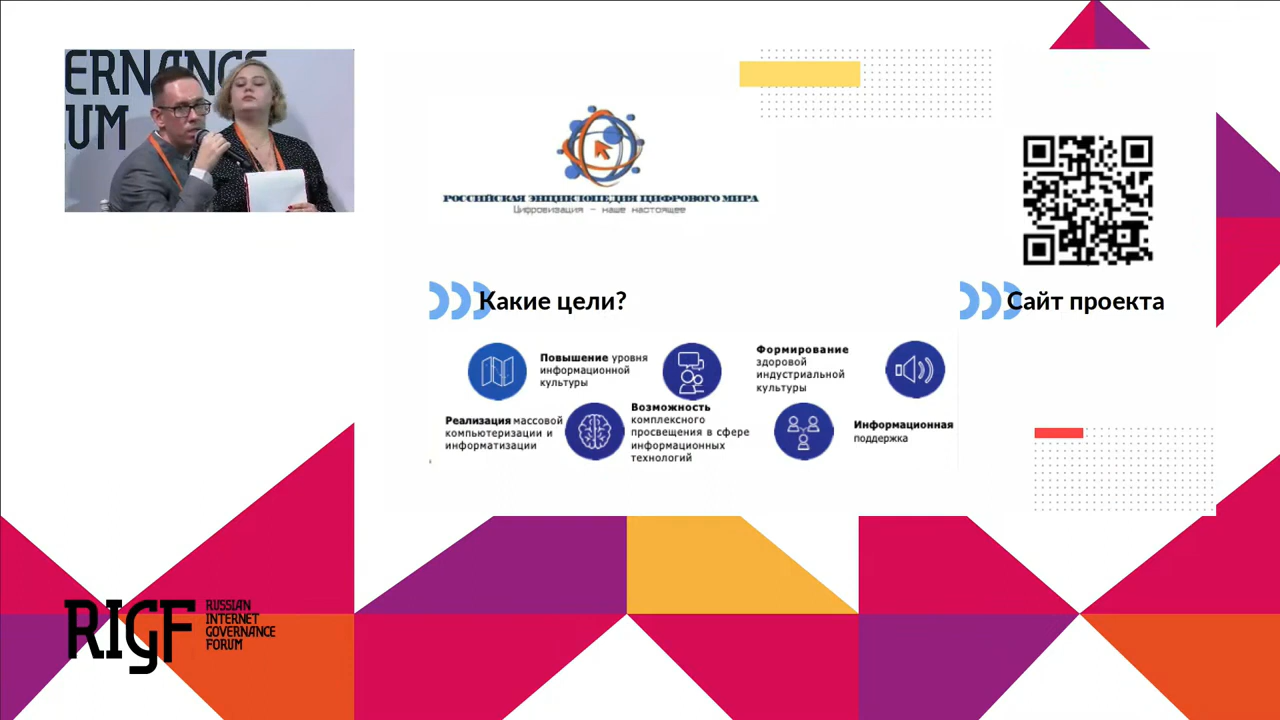 ERNANCE
UM
РОССИЙСКАЯ ЭНЦИКЛОПЕДИЯ ЦИФРОВОГО МИРА
Цифровизация – наше настоящее
Какие цели?
Сайт проекта
Повышение уровня
информационной
культуры
Формирование
здоровой
индустриальной
культуры
Реализация массовой
компьютеризации и
информатизации
Возможность
комплексного
просвещения в сфере
информационных
технологий
Информационная
поддержка
RIGF
RUSSIAN
INTERNET
GOVERNANCE
FORUM